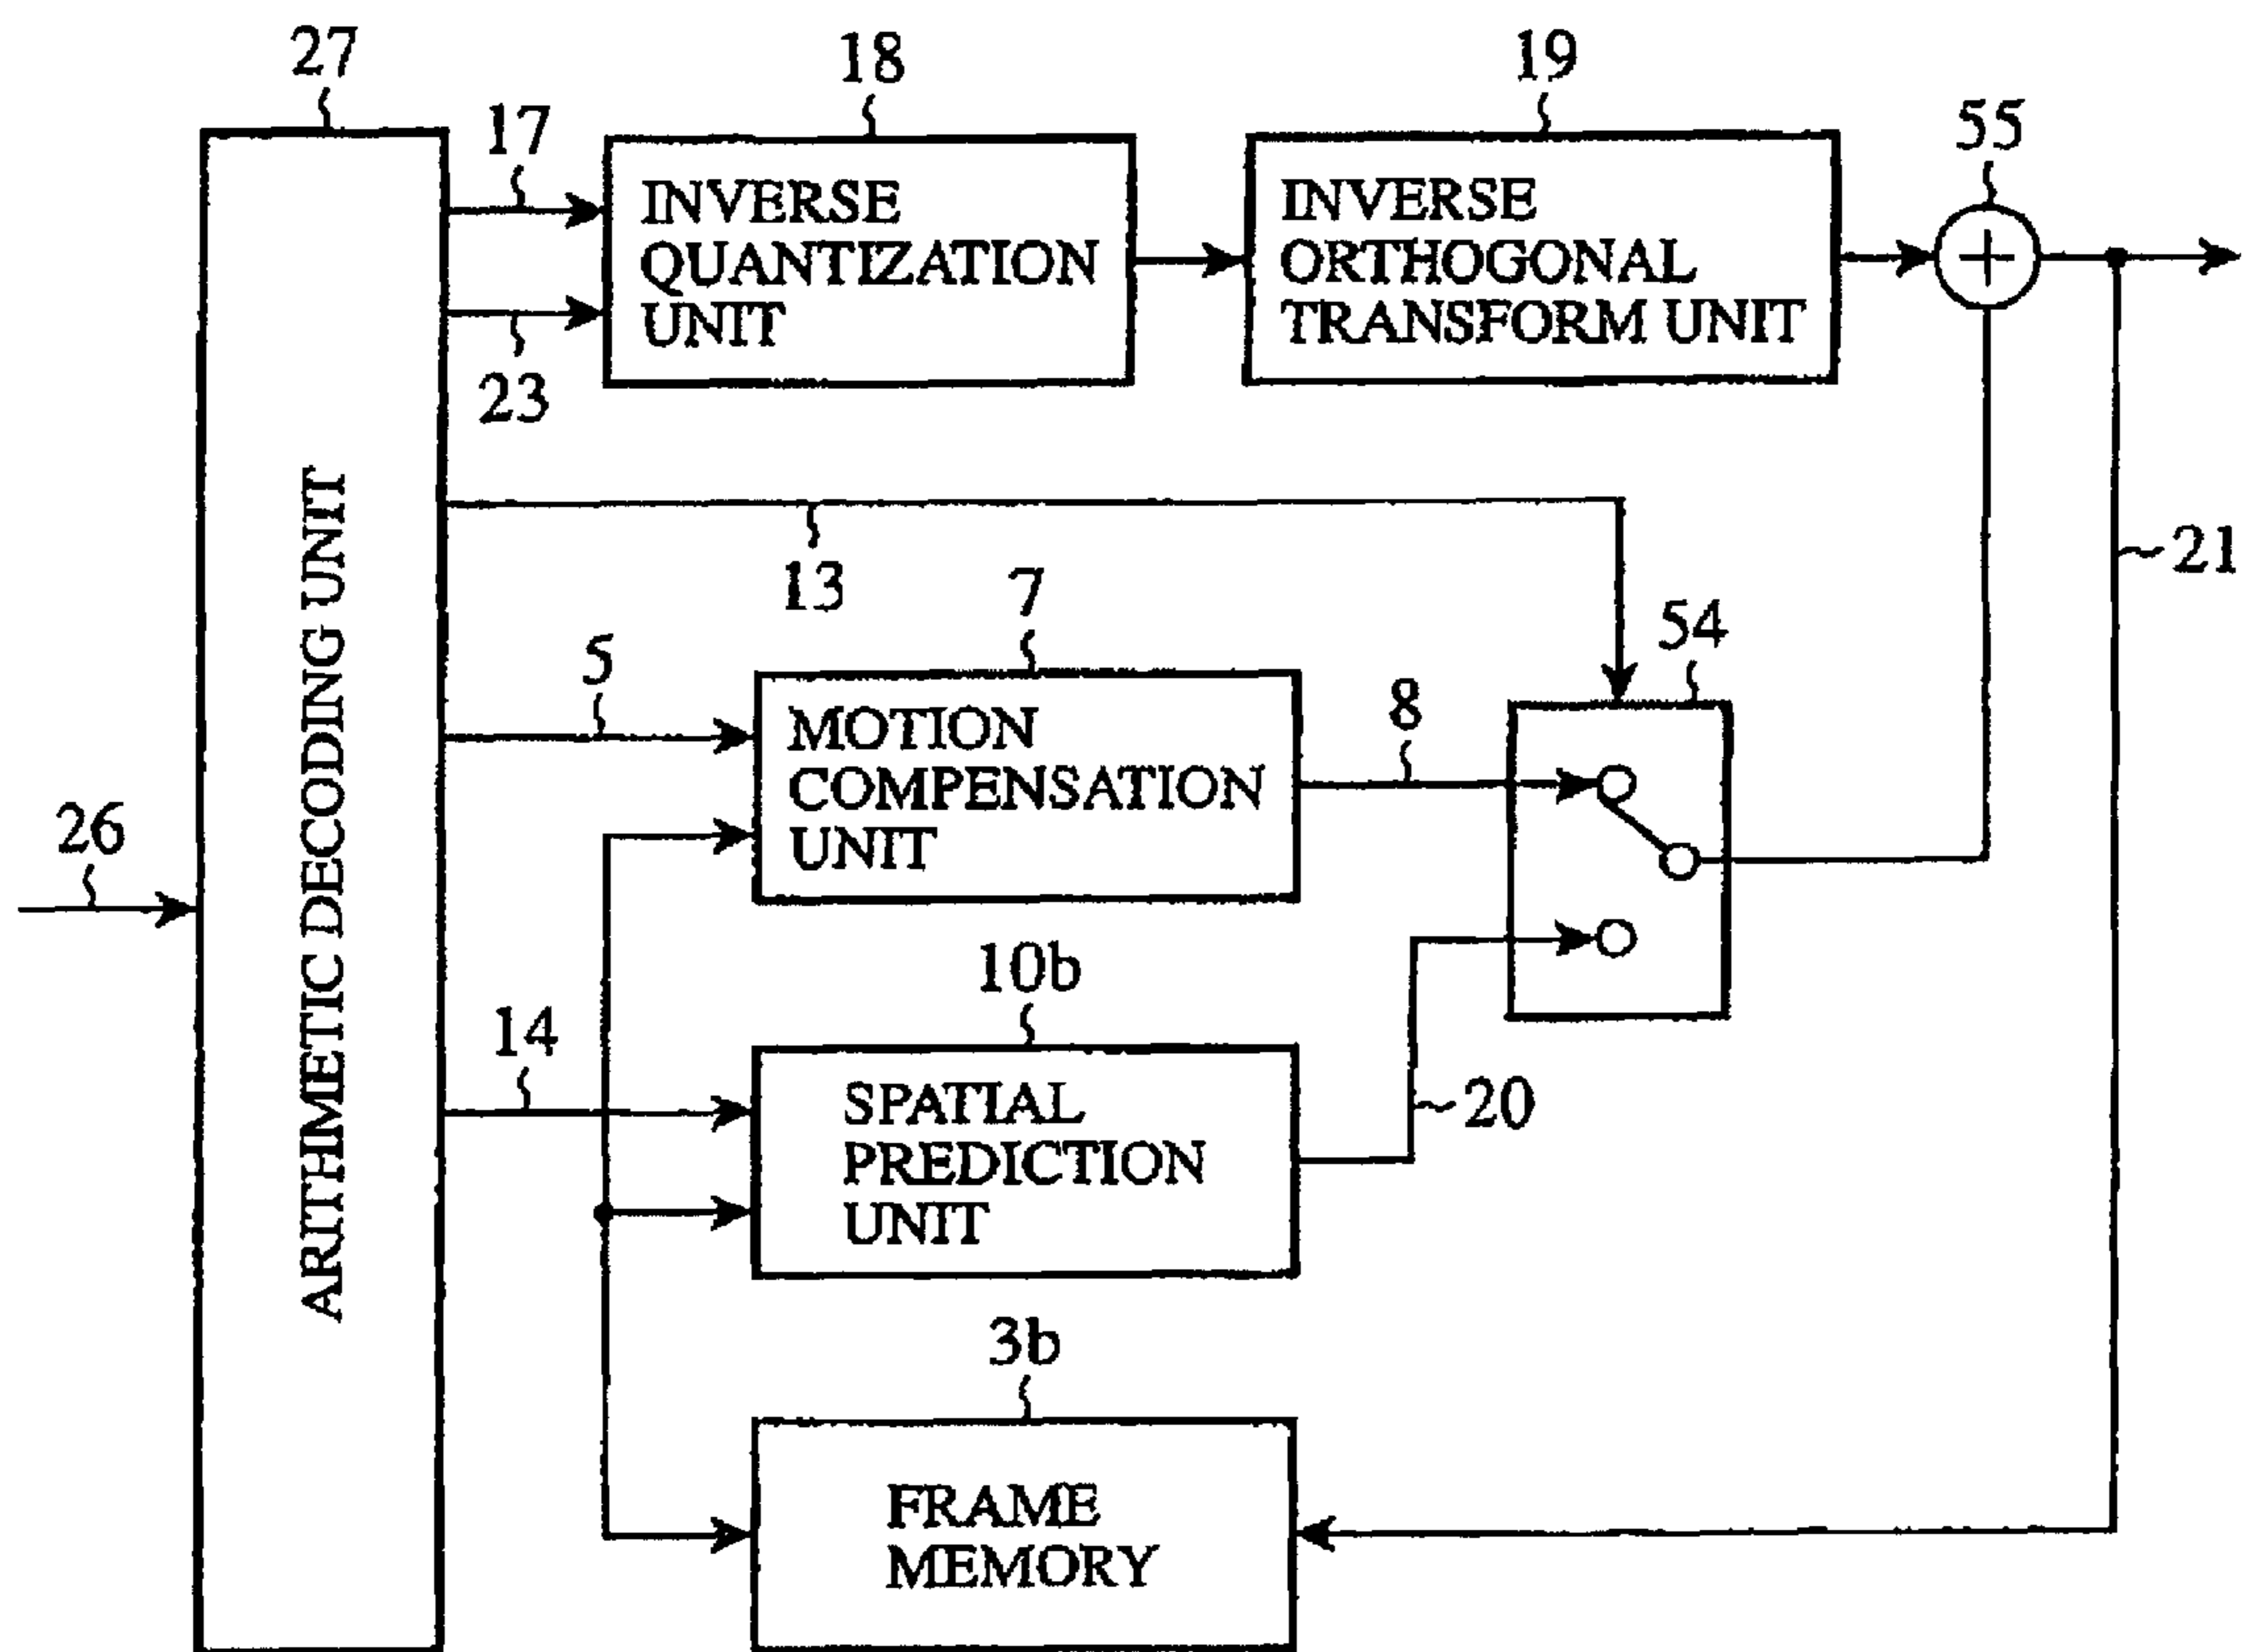 27
18
19
55
17
INVERSE
QUANTIZATION
UNIT
INVERSE
ORTHOGONAL
TRANSFORM UNIT
+
23
13
21
ARITHMETIC DECODING UNIT
7
54
5
MOTION
COMPENSATION
UNIT
8
26
10b
14
SPATIAL
PREDICTION
UNIT
20
3b
FRAME
MEMORY